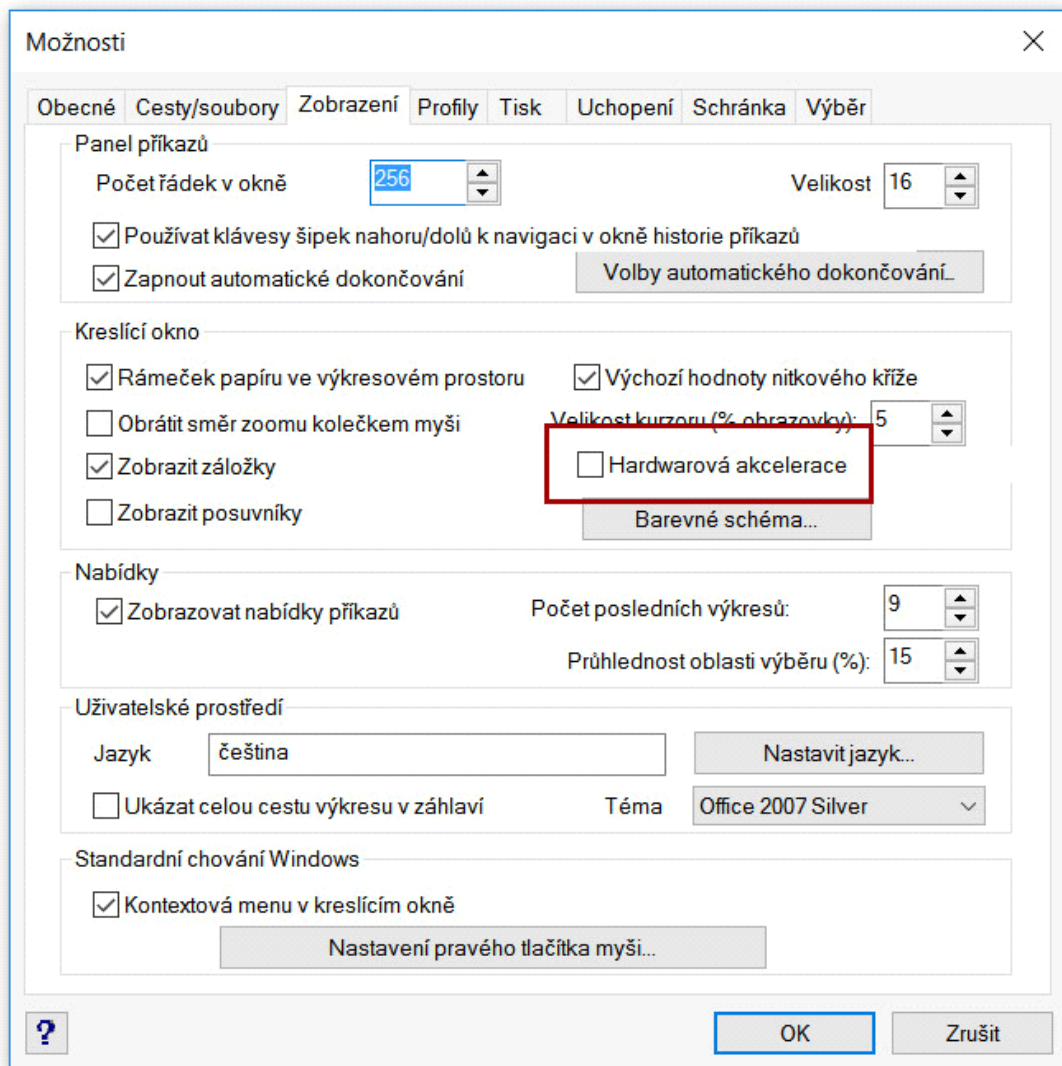 Možnosti
Obecné Cesty/soubory Zobrazení Profily Tisk Uchopení Schránka Výběr
Panel příkazů
Počet řádek v okně 256 Velikost 16
Používat klávesy šipek nahoru/dolů k navigaci v okně historie příkazů
Zapnout automatické dokončování Volby automatického dokončování...
Kreslící okno
Rámeček papíru ve výkresovém prostoru Výchozí hodnoty nitkového kříže
Obrátit směr zoomu kolečkem myši Velikost kurzoru (% obrazovky): 5
Zobrazit záložky Hardwarová akcelerace
Zobrazit posuvníky Barevné schéma...
Nabídky
Zobrazovat nabídky příkazů Počet posledních výkresů: 9
Průhlednost oblasti výběru (%): 15
Uživatelské prostředí
Jazyk čeština Nastavit jazyk...
Ukázat celou cestu výkresu v záhlaví Téma Office 2007 Silver
Standardní chování Windows
Kontextová menu v kreslícím okně
Nastavení pravého tlačítka myši...
? OK Zrušit